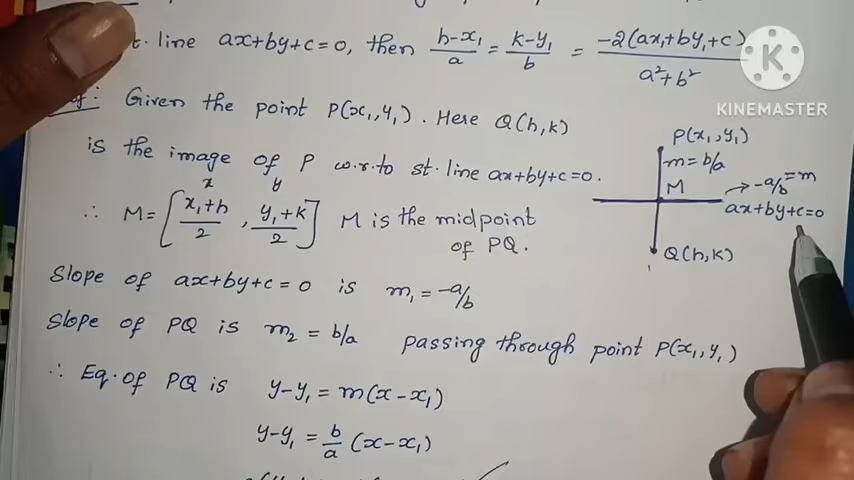 st. line ax+by+c=0, then (h-x₁)/a = (k-y₁)/b = -2(ax₁+by₁+c)/(a²+b²)
KINEMASTER
Given the point P(x₁,y₁). Here Q(h,k)
is the image of P w.r.to st.line ax+by+c=0.
x y
∴ M = [(x₁+h)/2, (y₁+k)/2] M is the midpoint
of PQ.
P(x₁,y₁)
m = b/a
M
→ -a/b = m
ax+by+c=0
Q(h,k)
Slope of ax+by+c=0 is m₁ = -a/b
Slope of PQ is m₂ = b/a passing through point P(x₁,y₁)
∴ Eq.of PQ is y-y₁ = m(x-x₁)
y-y₁ = b/a (x-x₁)